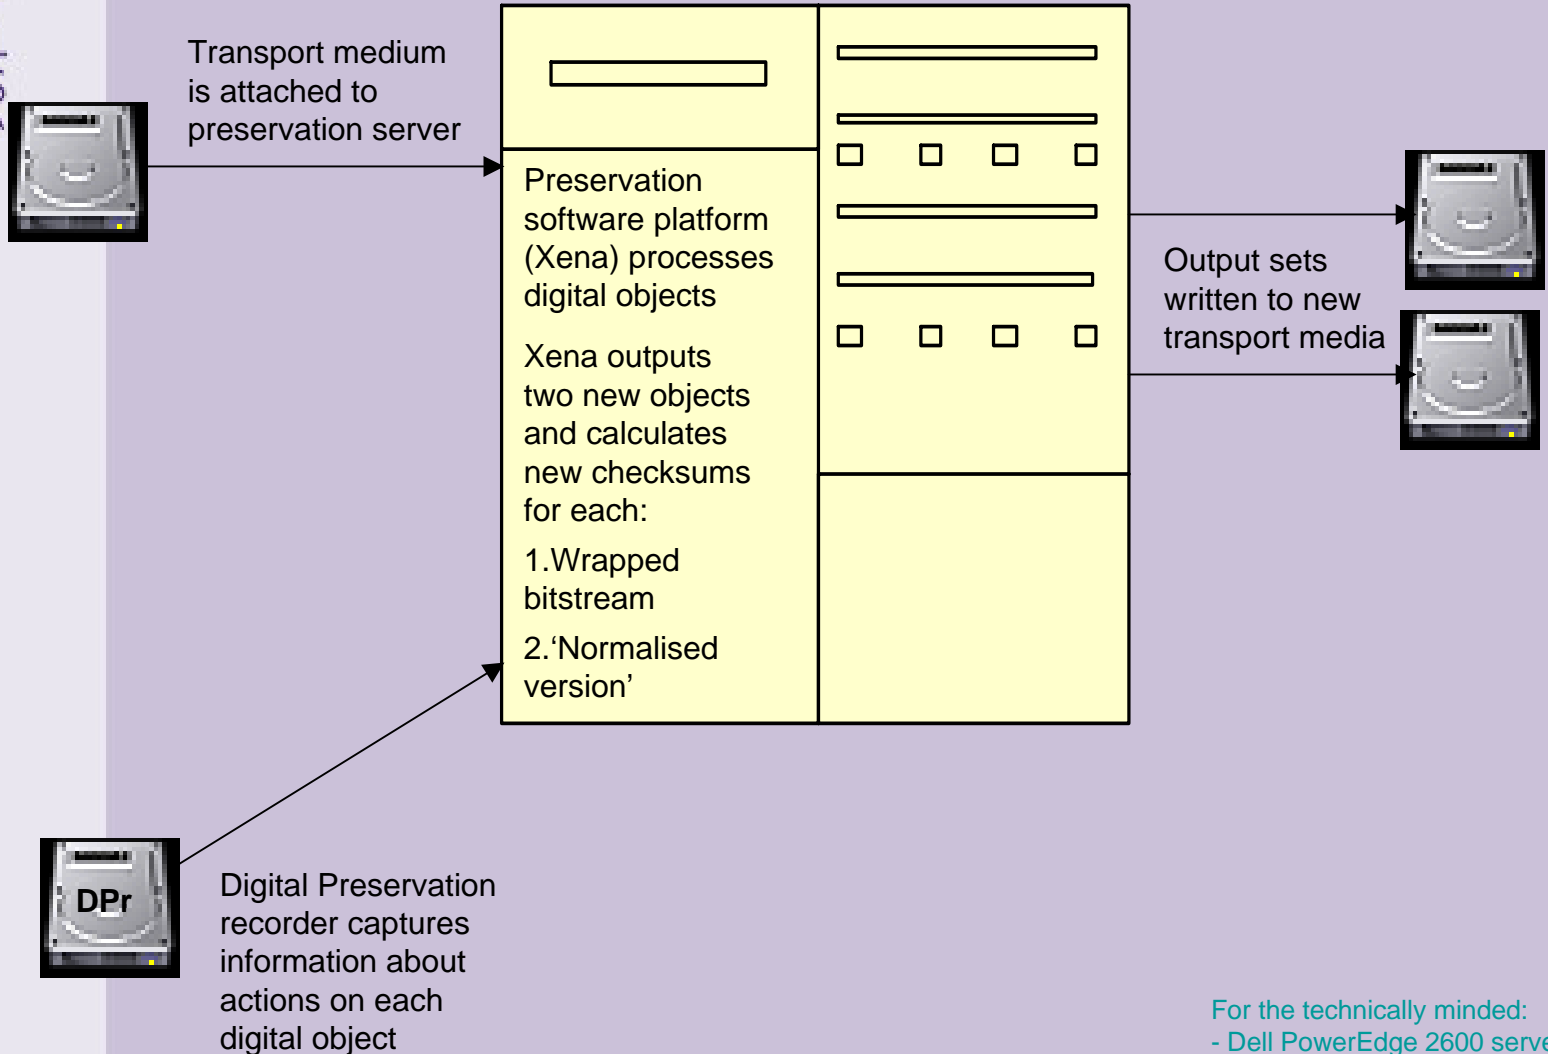 Transport medium
is attached to
preservation server
Preservation
software platform
(Xena) processes
digital objects
Xena outputs
two new objects
and calculates
new checksums
for each:
1.Wrapped
bitstream
2.‘Normalised
version’
Output sets
written to new
transport media
DPr
Digital Preservation
recorder captures
information about
actions on each
digital object
For the technically minded:
- Dell PowerEdge 2600